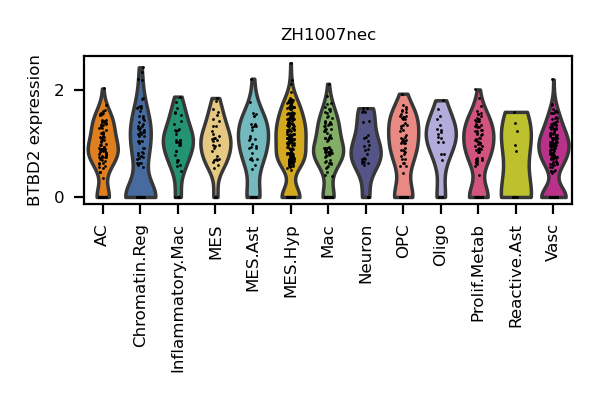 ZH1007nec
BTBD2 expression
2
0
AC
Chromatin.Reg
Inflammatory.Mac
MES
MES.Ast
MES.Hyp
Mac
Neuron
OPC
Oligo
Prolif.Metab
Reactive.Ast
Vasc